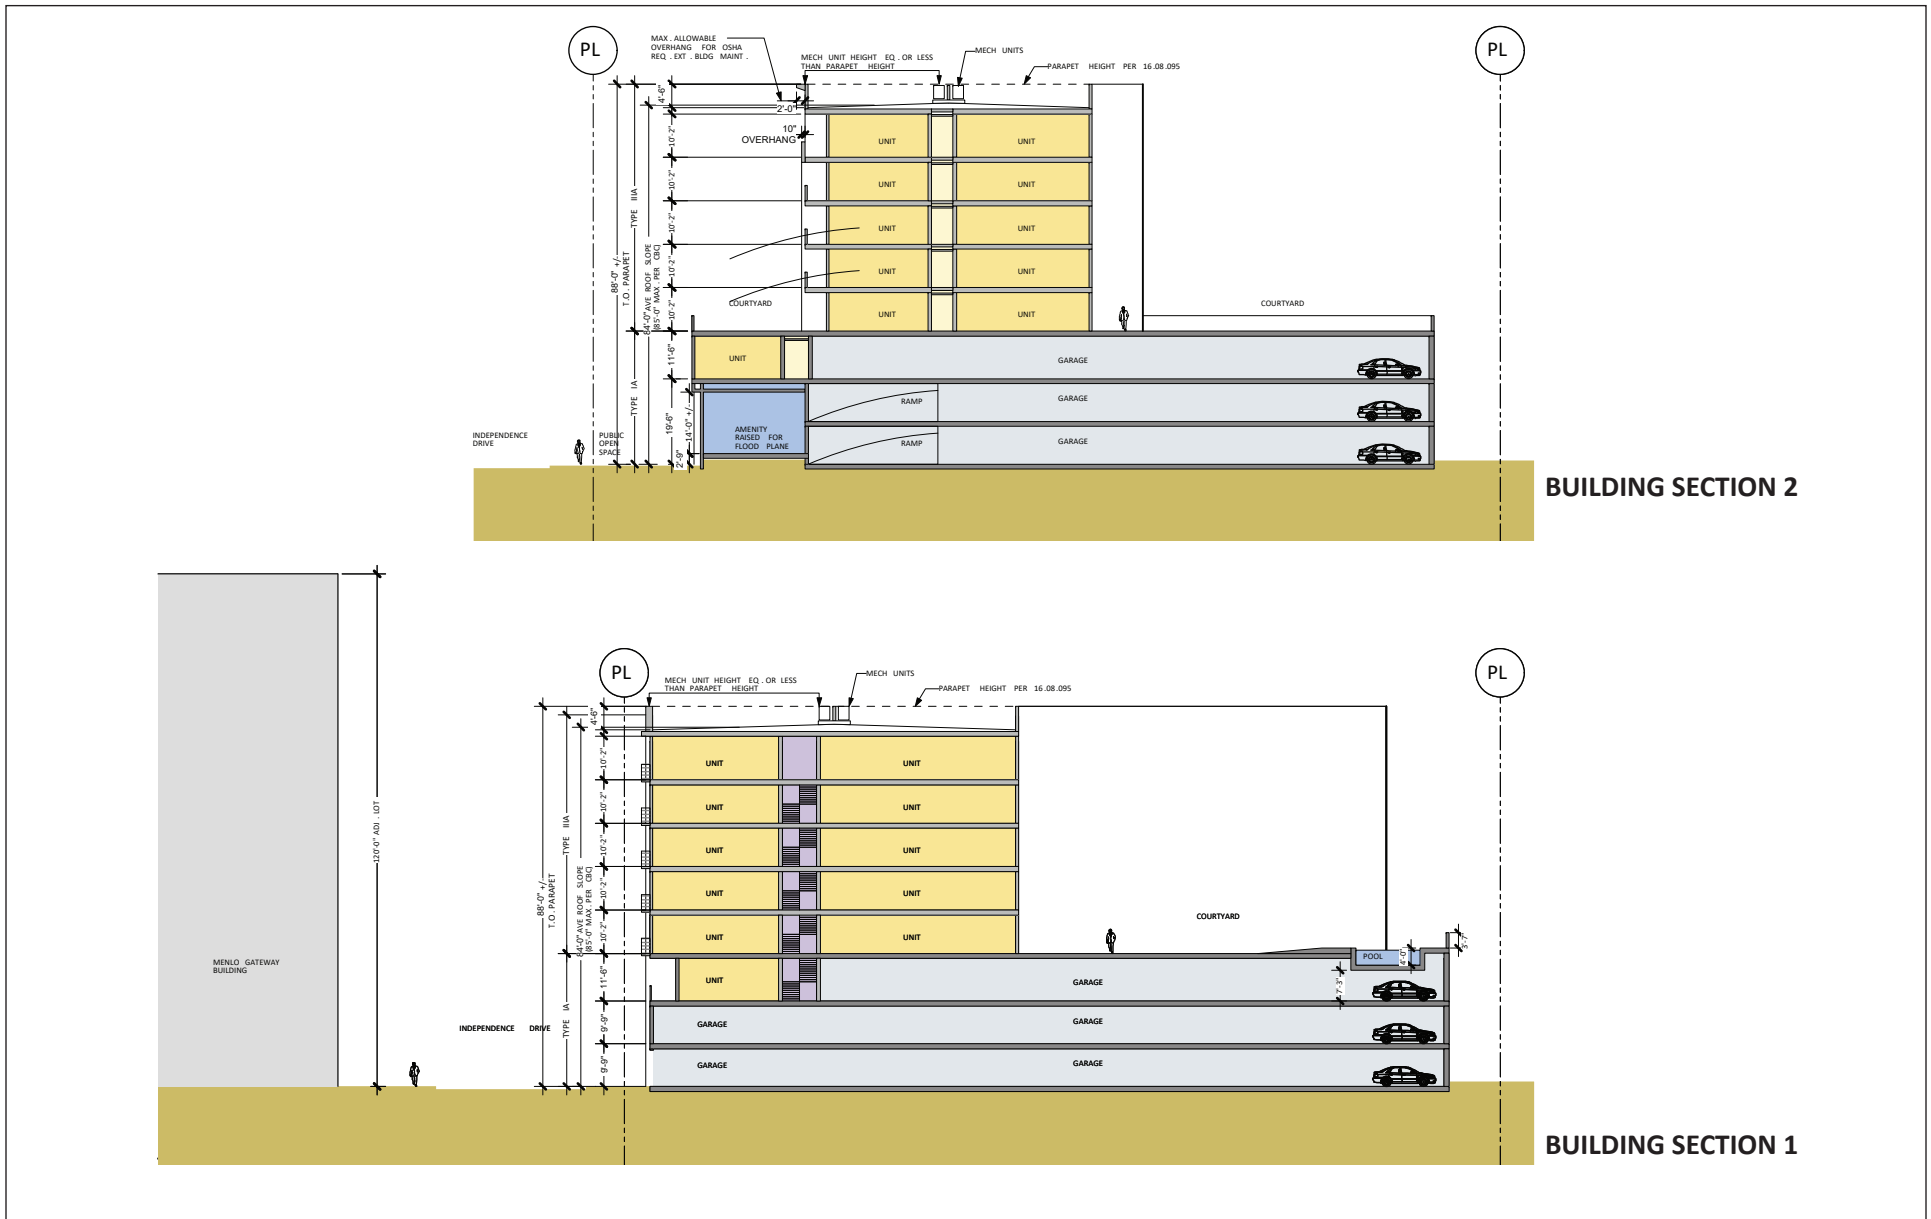 PL
PL
MAX . ALLOWABLE
OVERHANG FOR OSHA
REQ . EXT . BLDG MAINT .
MECH UNIT HEIGHT EQ . OR LESS
THAN PARAPET HEIGHT
MECH UNITS
PARAPET HEIGHT PER 16.08.095
4'-6"
2'-0"
10"
OVERHANG
10'-2"
10'-2"
10'-2"
10'-2"
10'-2"
11'-6"
19'-6"
14'-0" +/-
2'-9"
88'-0" +/-
T.O. PARAPET
TYPE IIIA
TYPE IA
84'-0" AVE ROOF SLOPE
(85'-0" MAX. PER CBC)
UNIT
UNIT
UNIT
UNIT
UNIT
UNIT
UNIT
UNIT
UNIT
UNIT
COURTYARD
COURTYARD
UNIT
GARAGE
RAMP
GARAGE
RAMP
GARAGE
AMENITY
RAISED FOR
FLOOD PLANE
INDEPENDENCE
DRIVE
PUBLIC
OPEN
SPACE
BUILDING SECTION 2
PL
PL
MECH UNIT HEIGHT EQ . OR LESS
THAN PARAPET HEIGHT
MECH UNITS
PARAPET HEIGHT PER 16.08.095
120'-0" ADJ . LOT
MENLO GATEWAY
BUILDING
88'-0" +/-
T.O. PARAPET
TYPE IIIA
TYPE IA
84'-0" AVE ROOF SLOPE
(85'-0" MAX. PER CBC)
4'-6"
10'-2"
10'-2"
10'-2"
10'-2"
10'-2"
11'-6"
9'-9"
9'-9"
UNIT
UNIT
UNIT
UNIT
UNIT
UNIT
UNIT
UNIT
UNIT
UNIT
COURTYARD
POOL
4'-0"
3'-7"
7'-3"
UNIT
GARAGE
INDEPENDENCE DRIVE
GARAGE
GARAGE
GARAGE
GARAGE
BUILDING SECTION 1